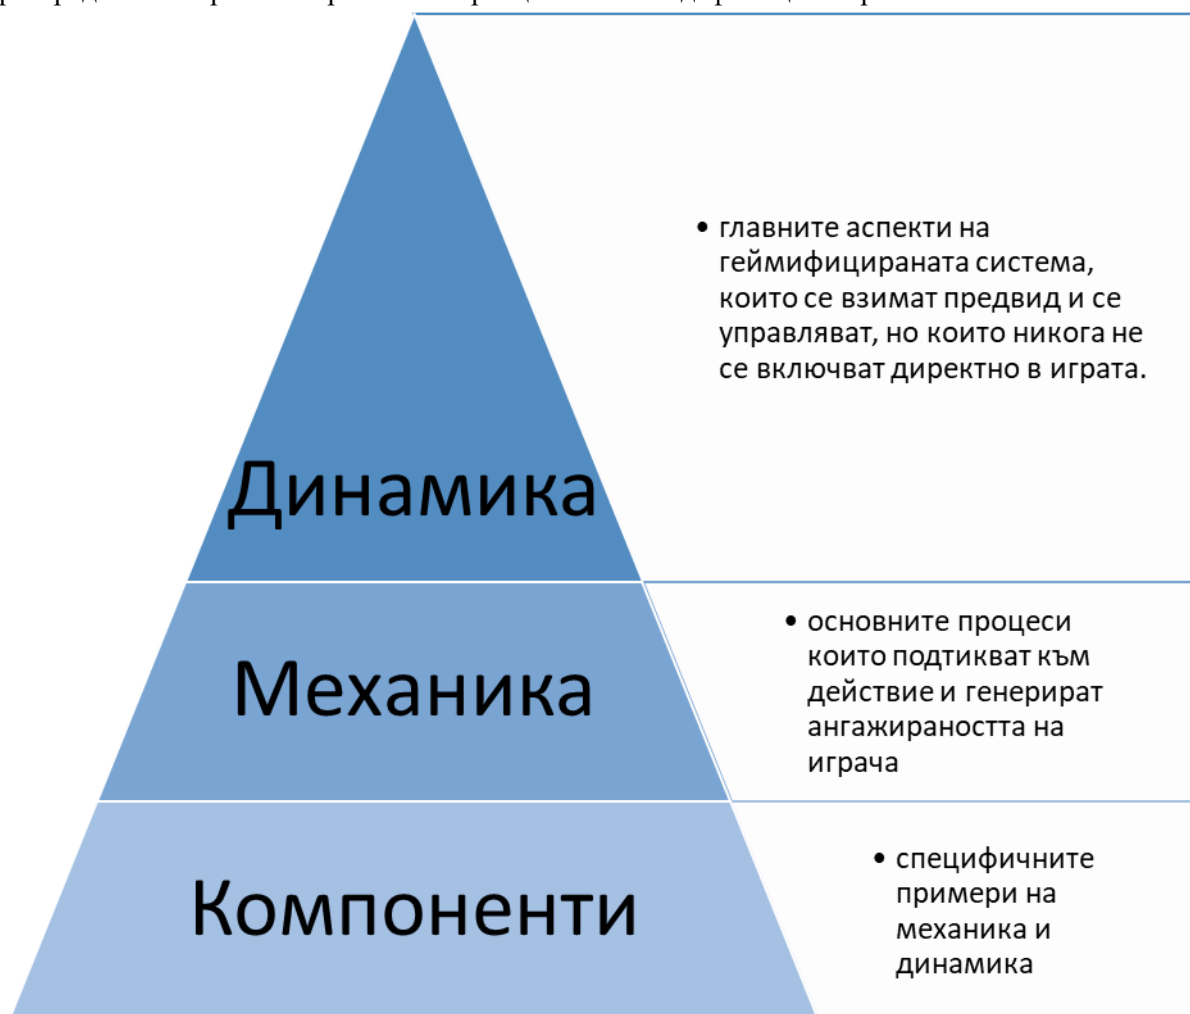 Динамика
• главните аспекти на
геймифицираната система,
които се взимат предвид и се
управляват, но които никога не
се включват директно в играта.
Механика
• основните процеси
които подтикват към
действие и генерират
ангажираността на
играча
Компоненти
• специфичните
примери на
механика и
динамика